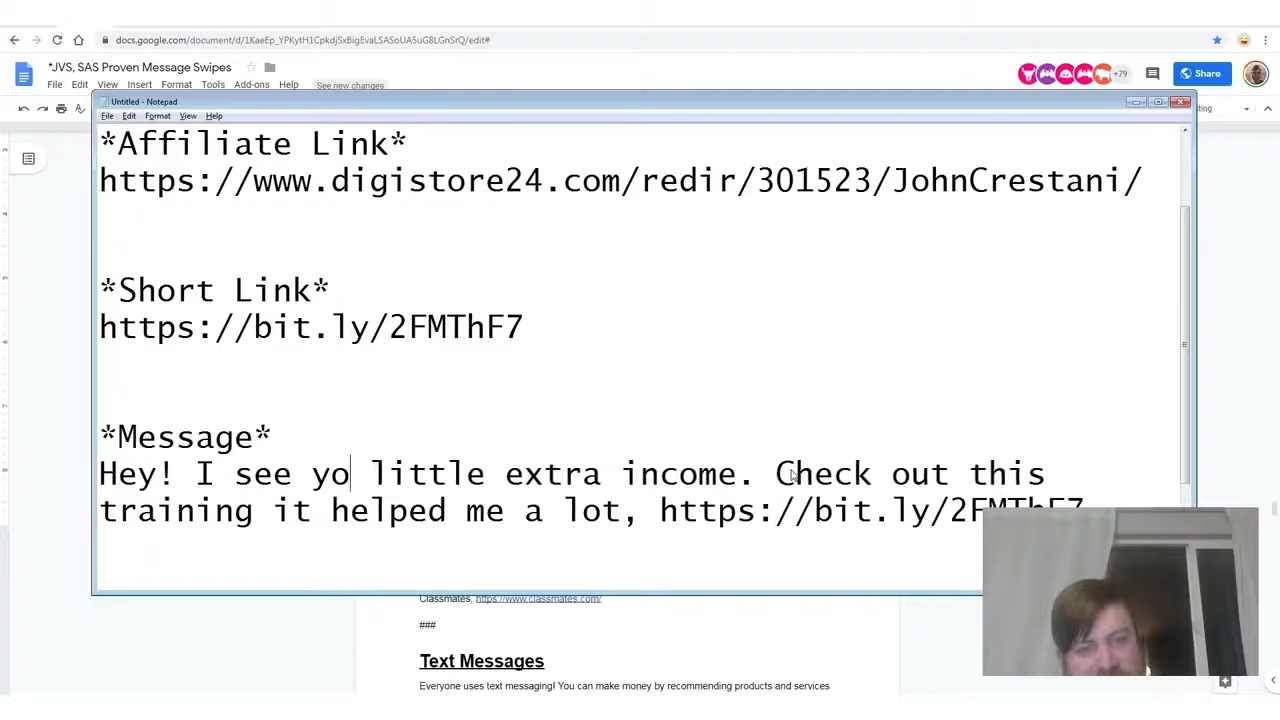 docs.google.com/document/d/1KaeEp_YPKytH1CpkdjSxBigEvaLSASoUA5uG8LGnSrQ/edit#
*JVS, SAS Proven Message Swipes
+79
Share
File Edit View Insert Format Tools Add-ons Help See new changes
Untitled - Notepad
File Edit Format View Help
*Affiliate Link*
https://www.digistore24.com/redir/301523/JohnCrestani/
*Short Link*
https://bit.ly/2FMThF7
*Message*
Hey! I see yo little extra income. Check out this
training it helped me a lot, https://bit.ly/2FMThF7
Classmates, https://www.classmates.com/
###
Text Messages
Everyone uses text messaging! You can make money by recommending products and services